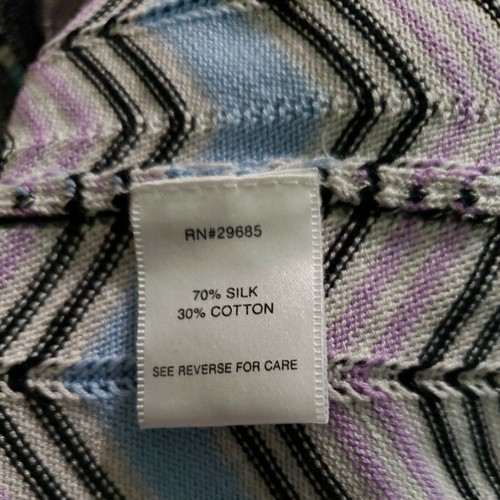 RN#29685
70% SILK
30% COTTON
SEE REVERSE FOR CARE